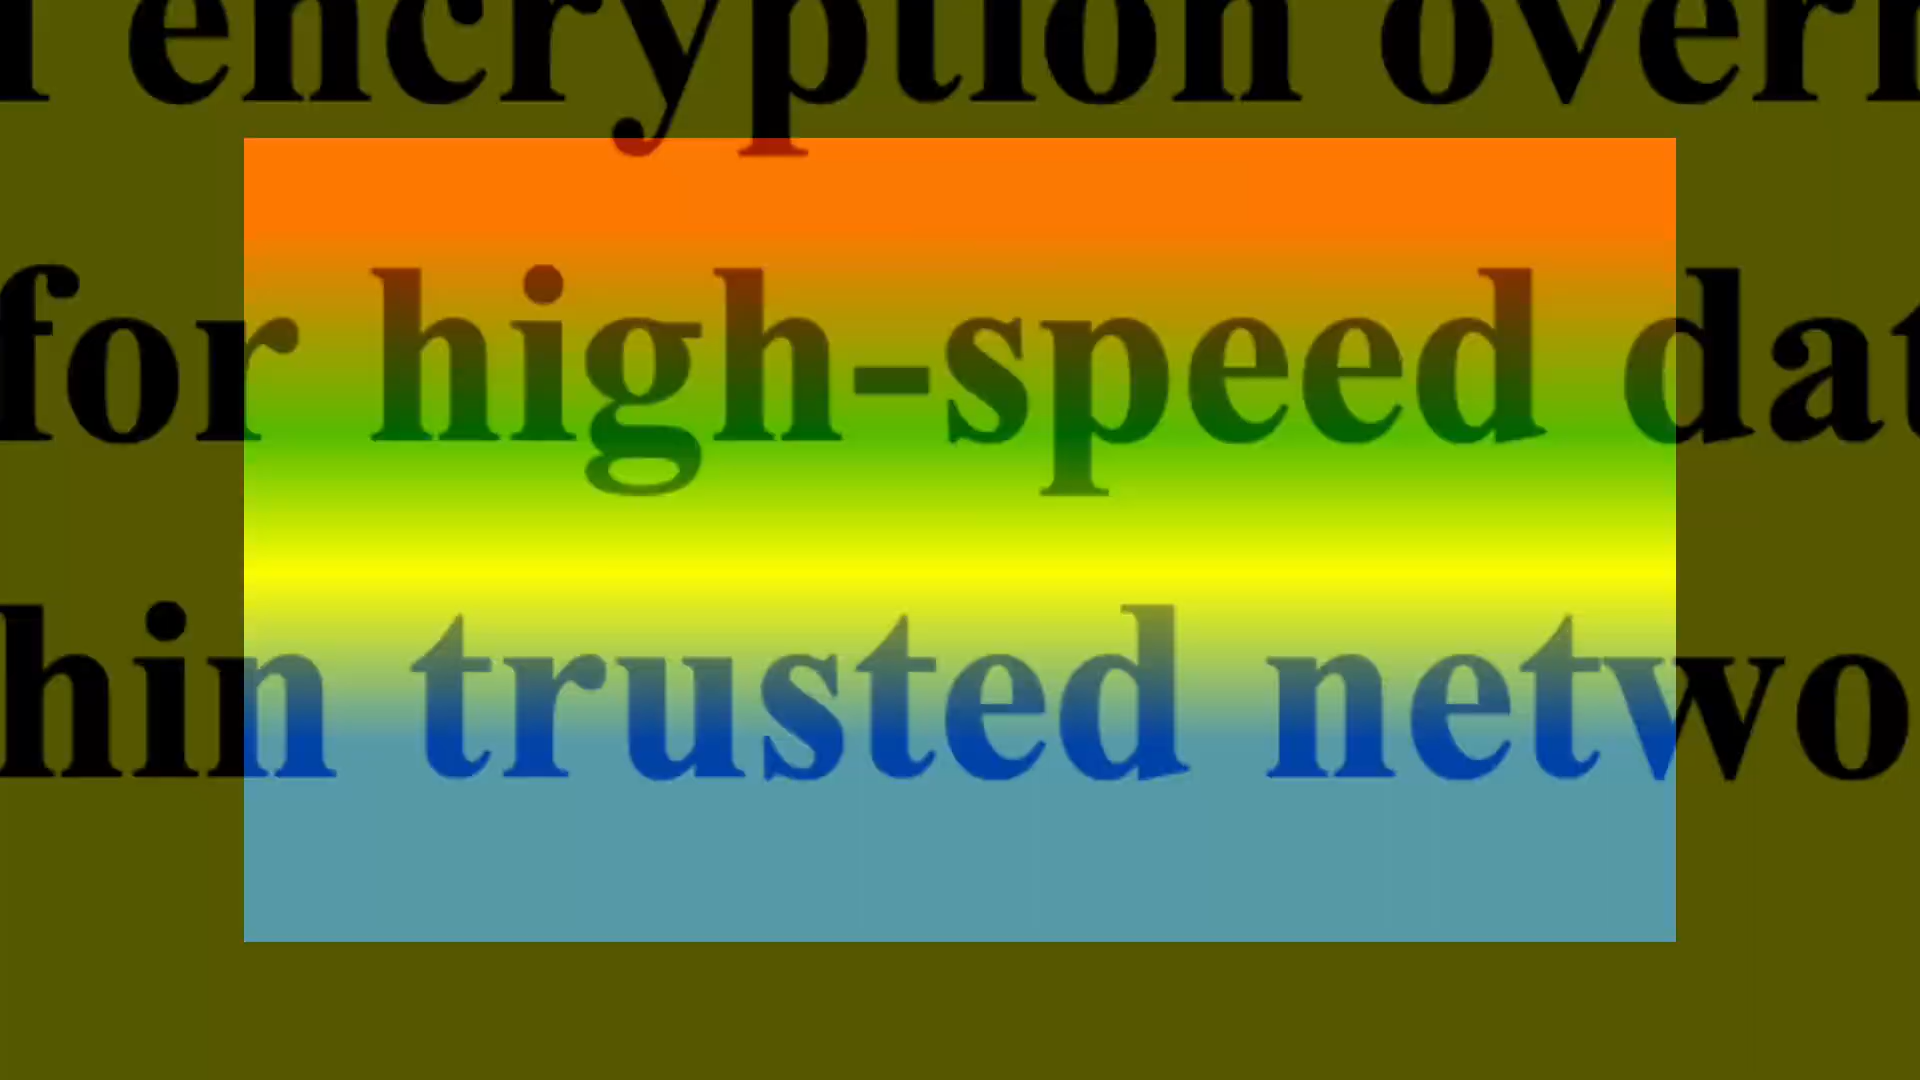 encryption over
for high-speed dat
hin trusted netwo